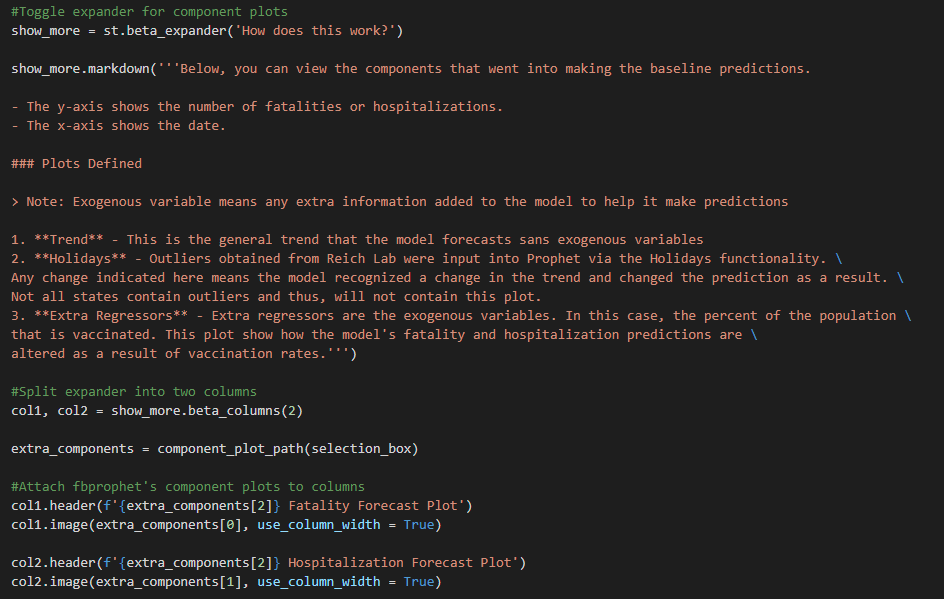 #Toggle expander for component plots
show_more = st.beta_expander('How does this work?')
show_more.markdown('''Below, you can view the components that went into making the baseline predictions.
- The y-axis shows the number of fatalities or hospitalizations.
- The x-axis shows the date.
### Plots Defined
> Note: Exogenous variable means any extra information added to the model to help it make predictions
1. **Trend** - This is the general trend that the model forecasts sans exogenous variables
2. **Holidays** - Outliers obtained from Reich Lab were input into Prophet via the Holidays functionality. \
Any change indicated here means the model recognized a change in the trend and changed the prediction as a result. \
Not all states contain outliers and thus, will not contain this plot.
3. **Extra Regressors** - Extra regressors are the exogenous variables. In this case, the percent of the population \
that is vaccinated. This plot show how the model's fatality and hospitalization predictions are \
altered as a result of vaccination rates.''')
#Split expander into two columns
col1, col2 = show_more.beta_columns(2)
extra_components = component_plot_path(selection_box)
#Attach fbprophet's component plots to columns
col1.header(f'{extra_components[2]} Fatality Forecast Plot')
col1.image(extra_components[0], use_column_width = True)
col2.header(f'{extra_components[2]} Hospitalization Forecast Plot')
col2.image(extra_components[1], use_column_width = True)